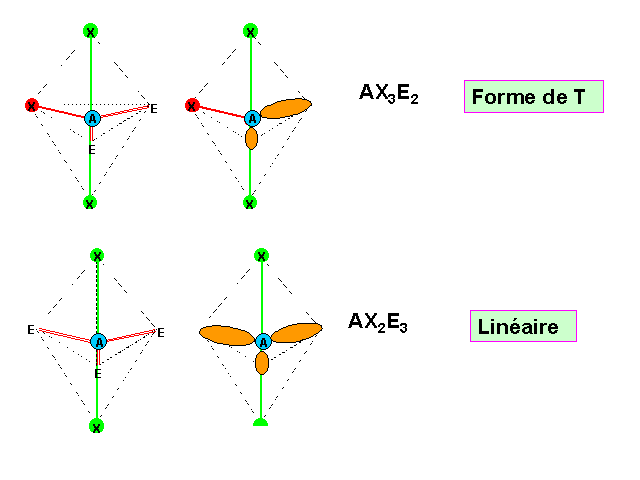 X X
X A E X A
E
X X
AX₃E₂ Forme de T
X X
E A E A
E
X
AX₂E₃ Linéaire